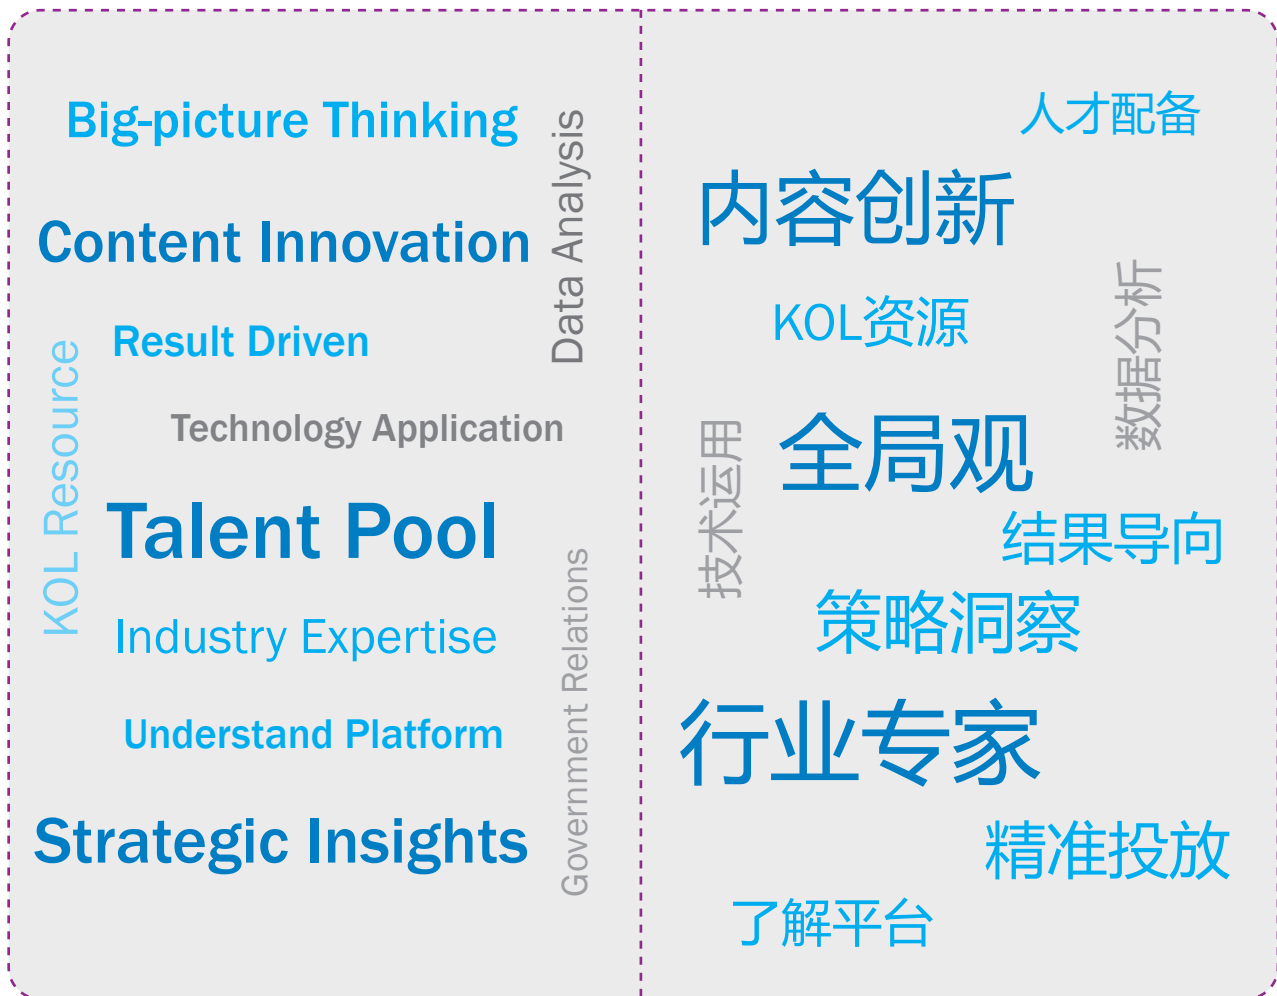 Big-picture Thinking
Data Analysis
Content Innovation
Result Driven
KOL Resource
Technology Application
Talent Pool
Industry Expertise
Government Relations
Understand Platform
Strategic Insights
人才配备
内容创新
KOL资源
数据分析
全局观
技术运用
结果导向
策略洞察
行业专家
精准投放
了解平台